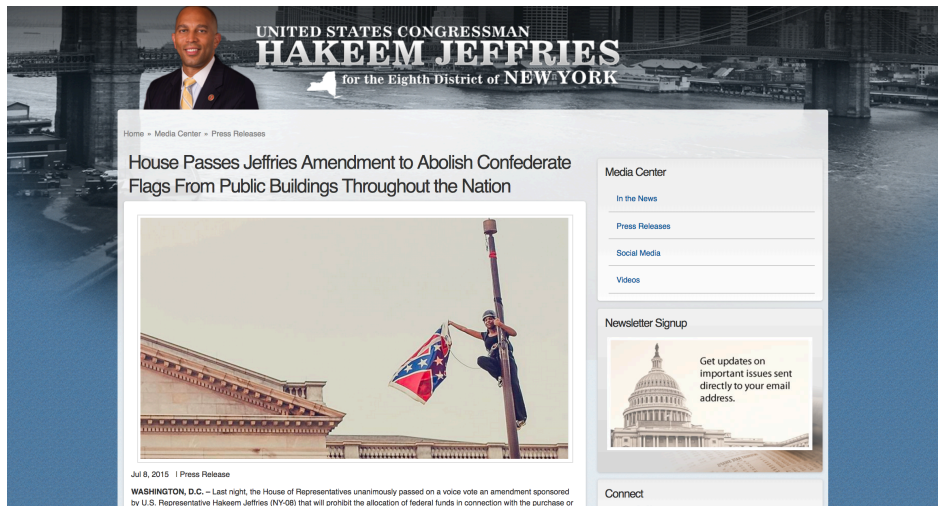 UNITED STATES CONGRESSMAN
HAKEEM JEFFRIES
for the Eighth District of NEW YORK
Home » Media Center » Press Releases
House Passes Jeffries Amendment to Abolish Confederate
Flags From Public Buildings Throughout the Nation
Jul 8, 2015 | Press Release
WASHINGTON, D.C. – Last night, the House of Representatives unanimously passed on a voice vote an amendment sponsored
by U.S. Representative Hakeem Jeffries (NY-08) that will prohibit the allocation of federal funds in connection with the purchase or
Media Center
In the News
Press Releases
Social Media
Videos
Newsletter Signup
Get updates on
important issues sent
directly to your email
address.
Connect